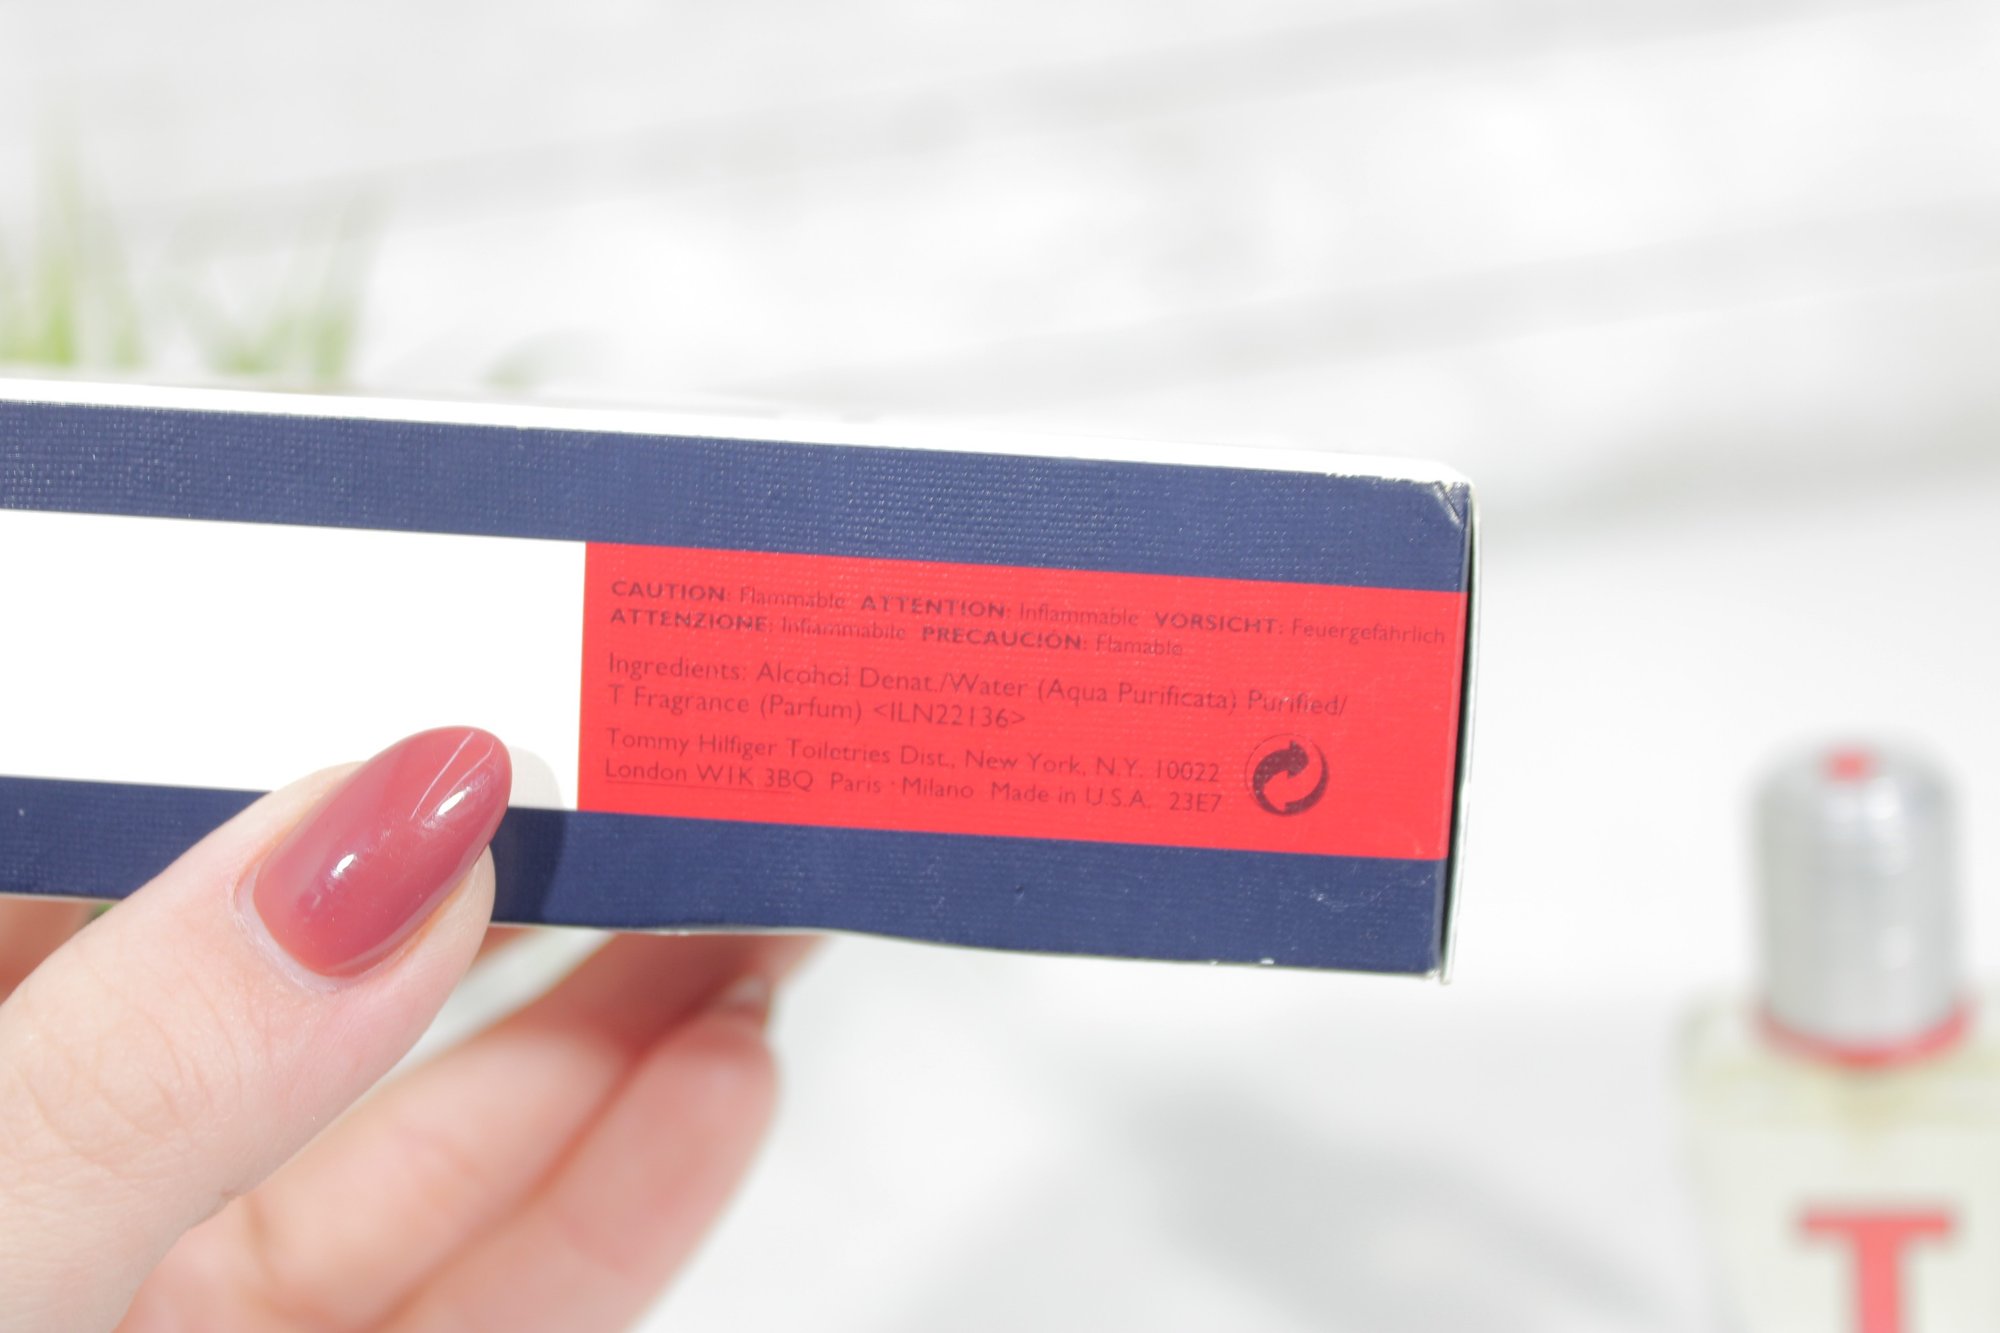 CAUTION: Flammable ATTENTION: Inflammable VORSICHT: Feuergefährlich
ATTENZIONE: Infiammabile PRECAUCIÓN: Flamable
Ingredients: Alcohol Denat./Water (Aqua Purificata) Purified/
T Fragrance (Parfum) <ILN22136>
Tommy Hilfiger Toiletries Dist., New York, N.Y. 10022
London W1K 3BQ Paris · Milano Made in U.S.A. 23E7
T